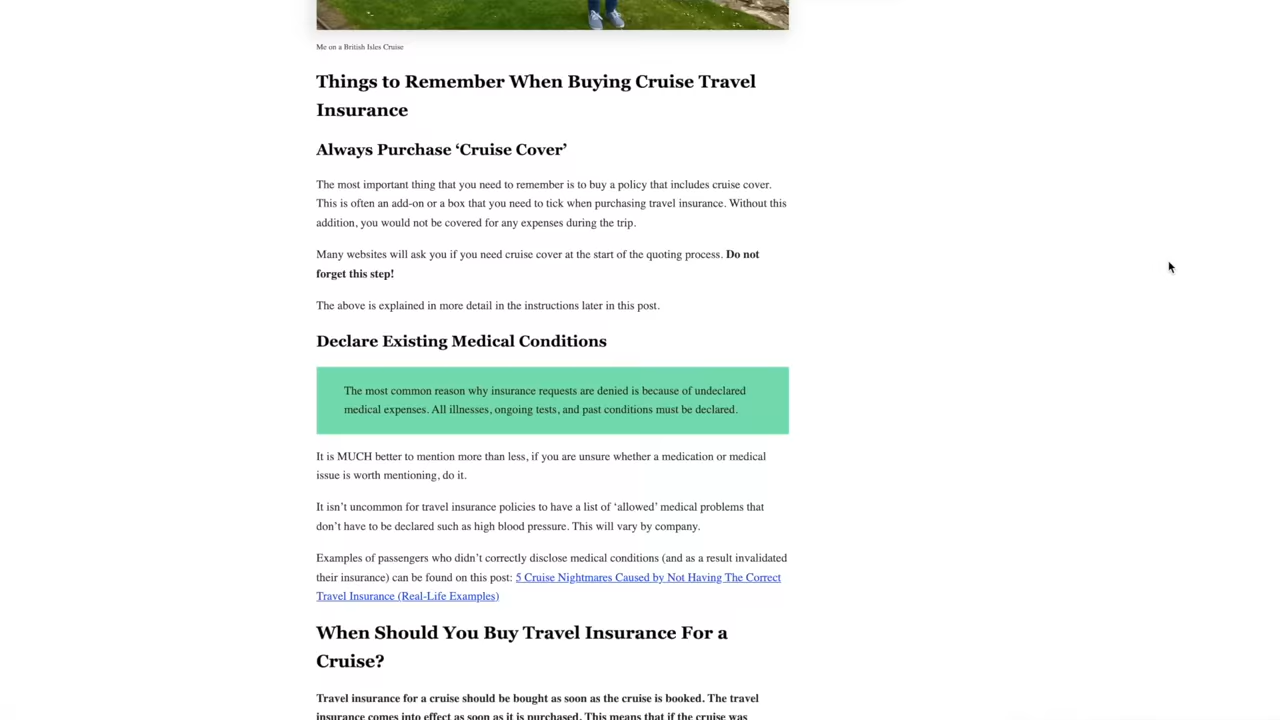 Me on a British Isles Cruise
Things to Remember When Buying Cruise Travel
Insurance
Always Purchase ‘Cruise Cover’
The most important thing that you need to remember is to buy a policy that includes cruise cover.
This is often an add-on or a box that you need to tick when purchasing travel insurance. Without this
addition, you would not be covered for any expenses during the trip.
Many websites will ask you if you need cruise cover at the start of the quoting process. Do not
forget this step!
The above is explained in more detail in the instructions later in this post.
Declare Existing Medical Conditions
The most common reason why insurance requests are denied is because of undeclared
medical expenses. All illnesses, ongoing tests, and past conditions must be declared.
It is MUCH better to mention more than less, if you are unsure whether a medication or medical
issue is worth mentioning, do it.
It isn’t uncommon for travel insurance policies to have a list of ‘allowed’ medical problems that
don’t have to be declared such as high blood pressure. This will vary by company.
Examples of passengers who didn’t correctly disclose medical conditions (and as a result invalidated
their insurance) can be found on this post: 5 Cruise Nightmares Caused by Not Having The Correct
Travel Insurance (Real-Life Examples)
When Should You Buy Travel Insurance For a
Cruise?
Travel insurance for a cruise should be bought as soon as the cruise is booked. The travel
insurance comes into effect as soon as it is purchased. This means that if the cruise was